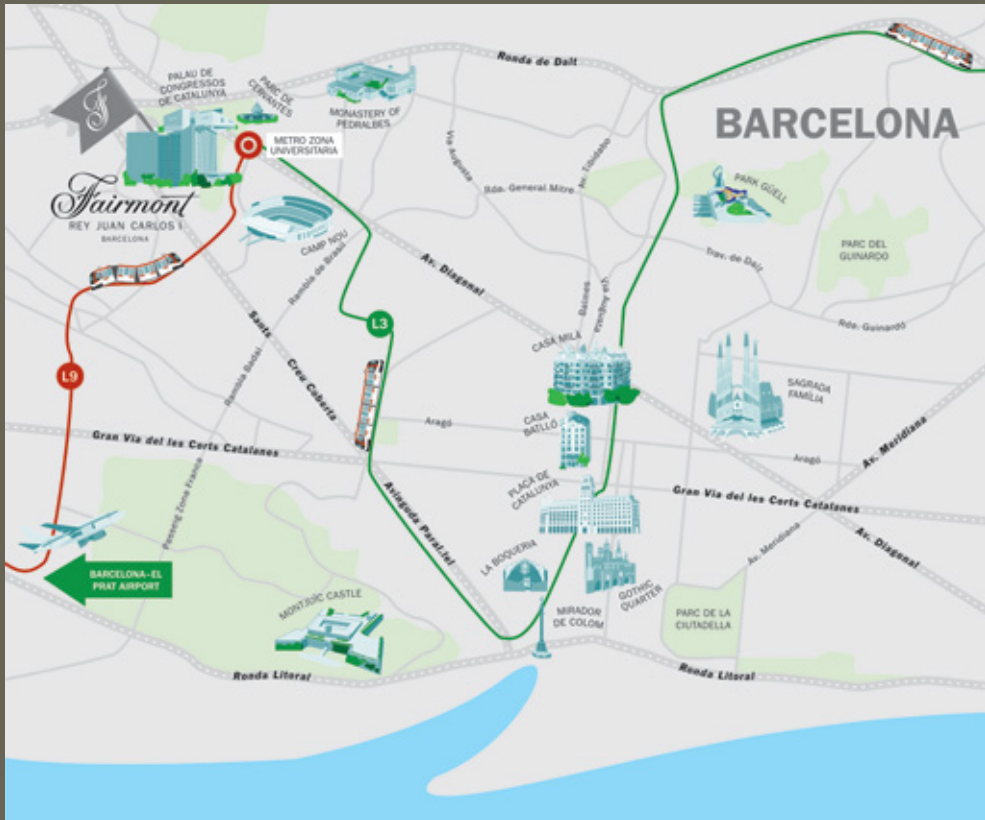 Ronda de Dalt
PALAU DE
CONGRESSOS
DE CATALUNYA
PARC DE
CERVANTES
MONASTERY OF
PEDRALBES
BARCELONA
F
METRO ZONA
UNIVERSITARIA
Via Augusta
Av. Tibidabo
Rda. General Mitre
PARK GÜELL
Fairmont
REY JUAN CARLOS I
BARCELONA
CAMP NOU
Rambla de Brasil
Av. Diagonal
Trav. de Dalt
PARC DEL
GUINARDO
Balmes
Via Augusta
Rda. Guinardó
L3
Sants
Creu Coberta
CASA MILÀ
L9
Rambla Badal
SAGRADA
FAMÍLIA
CASA
BATLLÓ
Aragó
Aragó
Av. Meridiana
Gran Via del les Corts Catalanes
Passeig Zona Franca
Avinguda Paral.lel
PLAÇA DE
CATALUNYA
Gran Via del les Corts Catalanes
Av. Meridiana
Av. Diagonal
BARCELONA-EL
PRAT AIRPORT
LA BOQUERIA
GOTHIC
QUARTER
MONTJUÏC CASTLE
MIRADOR
DE COLOM
PARC DE LA
CIUTADELLA
Ronda Litoral
Ronda Litoral